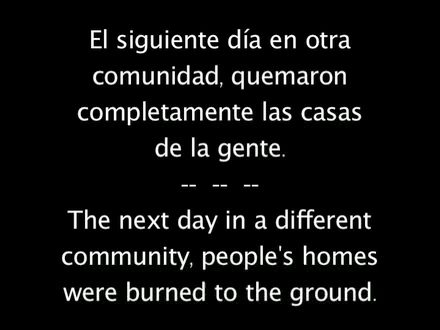 El siguiente día en otra
comunidad, quemaron
completamente las casas
de la gente.
-- -- --
The next day in a different
community, people's homes
were burned to the ground.